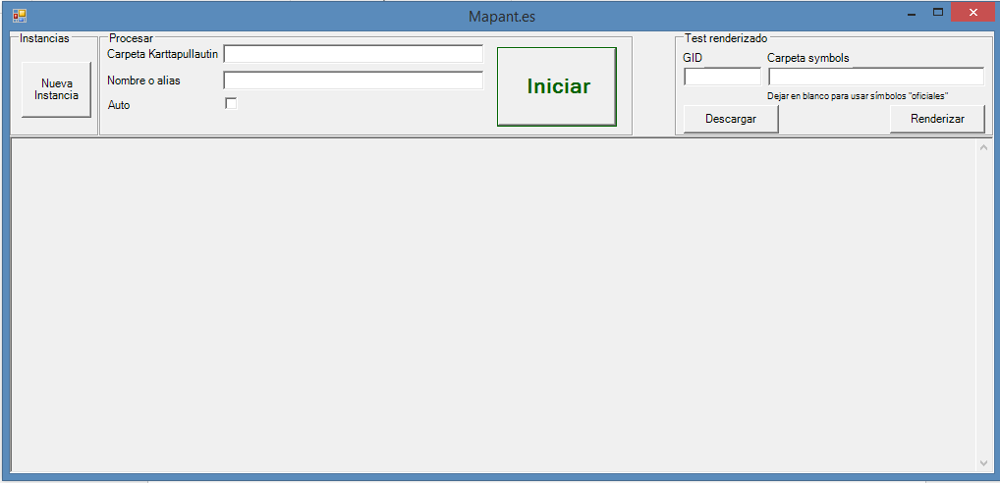 Mapant.es
Instancias
Nueva
Instancia
Procesar
Carpeta Karttapullautin
Nombre o alias
Auto
Iniciar
Test renderizado
GID
Carpeta symbols
Dejar en blanco para usar símbolos "oficiales"
Descargar
Renderizar